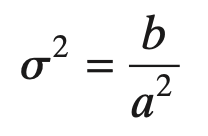 σ² = b / a²